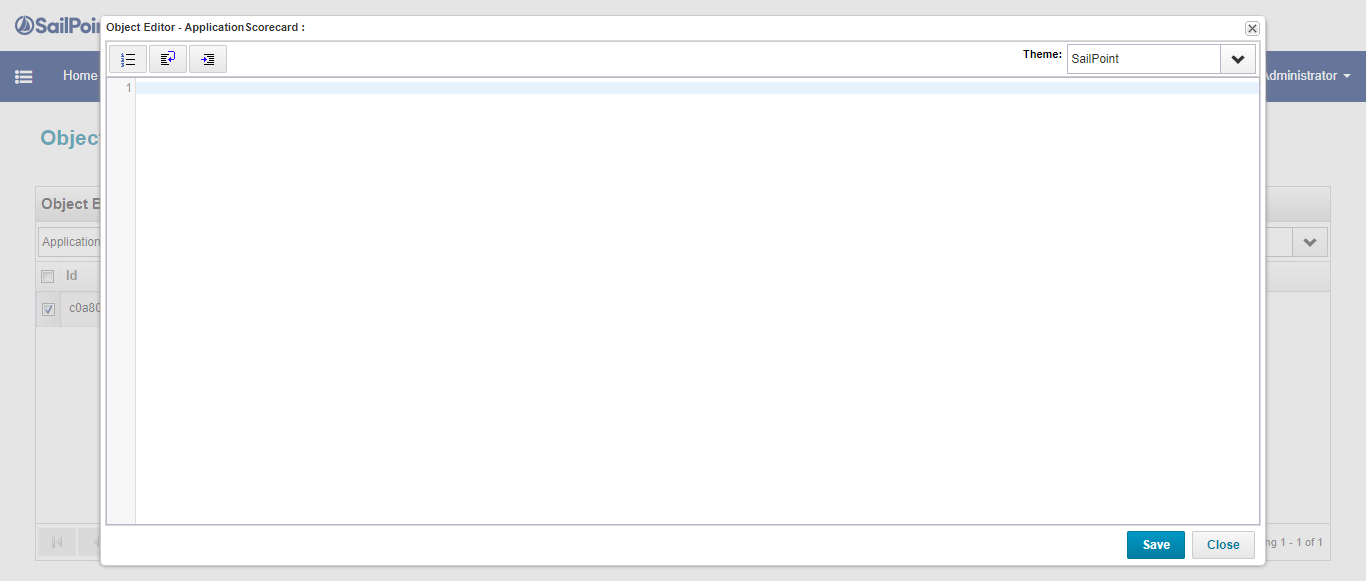 SailPoi
Object Editor - ApplicationScorecard :
Theme:
SailPoint
Home
Administrator
1
Objec
Object E
Application
Id
c0a80
Save
Close
ng 1 - 1 of 1